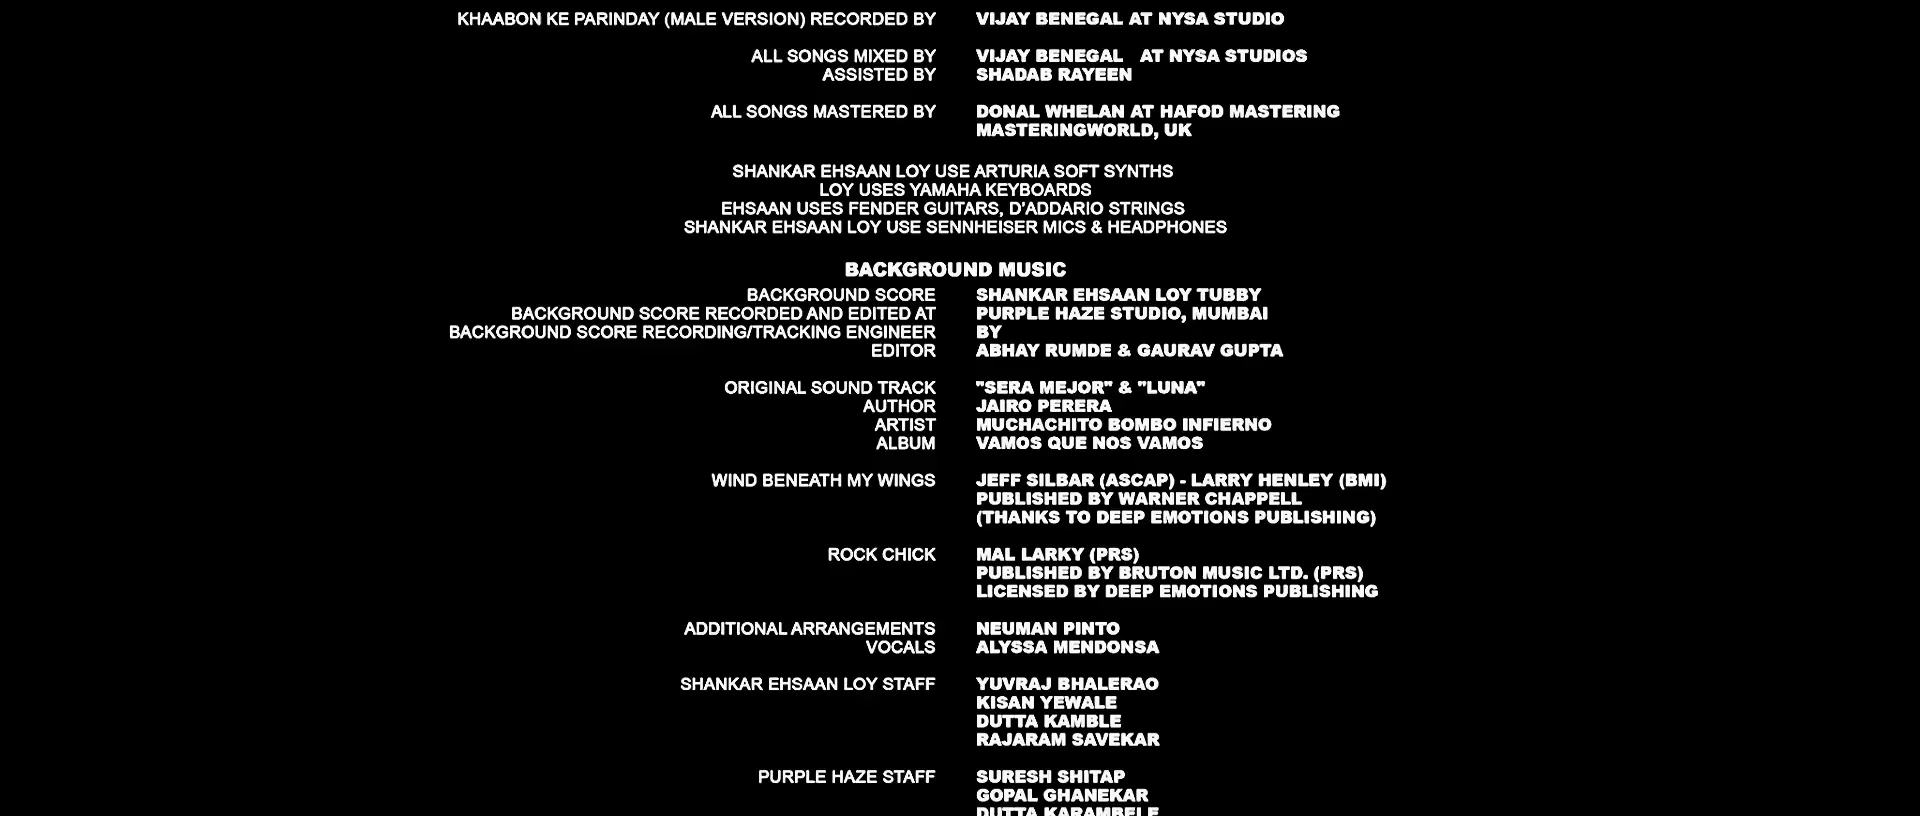 KHAABON KE PARINDAY (MALE VERSION) RECORDED BY VIJAY BENEGAL AT NYSA STUDIO
ALL SONGS MIXED BY VIJAY BENEGAL AT NYSA STUDIOS
ASSISTED BY SHADAB RAYEEN
ALL SONGS MASTERED BY DONAL WHELAN AT HAFOD MASTERING
MASTERINGWORLD, UK
SHANKAR EHSAAN LOY USE ARTURIA SOFT SYNTHS
LOY USES YAMAHA KEYBOARDS
EHSAAN USES FENDER GUITARS, D'ADDARIO STRINGS
SHANKAR EHSAAN LOY USE SENNHEISER MICS & HEADPHONES
BACKGROUND MUSIC
BACKGROUND SCORE SHANKAR EHSAAN LOY TUBBY
BACKGROUND SCORE RECORDED AND EDITED AT PURPLE HAZE STUDIO, MUMBAI
BACKGROUND SCORE RECORDING/TRACKING ENGINEER BY
EDITOR ABHAY RUMDE & GAURAV GUPTA
ORIGINAL SOUND TRACK "SERA MEJOR" & "LUNA"
AUTHOR JAIRO PERERA
ARTIST MUCHACHITO BOMBO INFIERNO
ALBUM VAMOS QUE NOS VAMOS
WIND BENEATH MY WINGS JEFF SILBAR (ASCAP) - LARRY HENLEY (BMI)
PUBLISHED BY WARNER CHAPPELL
(THANKS TO DEEP EMOTIONS PUBLISHING)
ROCK CHICK MAL LARKY (PRS)
PUBLISHED BY BRUTON MUSIC LTD. (PRS)
LICENSED BY DEEP EMOTIONS PUBLISHING
ADDITIONAL ARRANGEMENTS NEUMAN PINTO
VOCALS ALYSSA MENDONSA
SHANKAR EHSAAN LOY STAFF YUVRAJ BHALERAO
KISAN YEWALE
DUTTA KAMBLE
RAJARAM SAVEKAR
PURPLE HAZE STAFF SURESH SHITAP
GOPAL GHANEKAR
DUTTA KARAMBELE